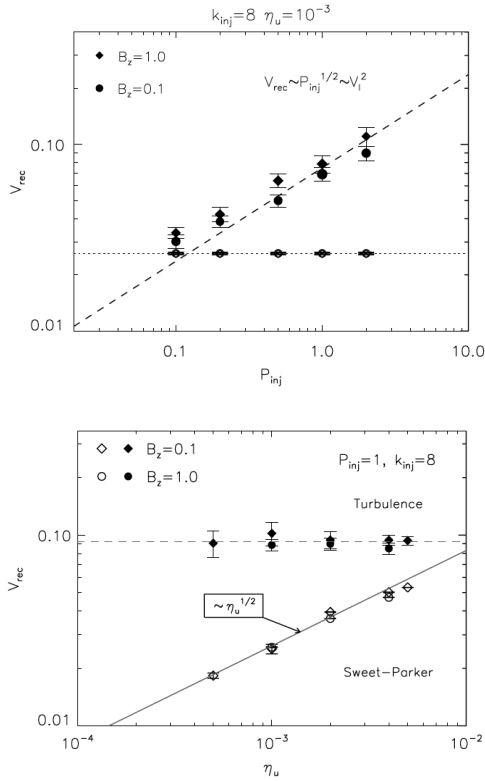 k_inj=8 η_u=10^-3
B_z=1.0
B_z=0.1
V_rec~P_inj^1/2~V_l^2
V_rec
0.10
0.01
0.1
1.0
10.0
P_inj
B_z=0.1
B_z=1.0
P_inj=1, k_inj=8
Turbulence
V_rec
0.10
~ η_u^1/2
Sweet-Parker
0.01
10^-4
10^-3
10^-2
η_u